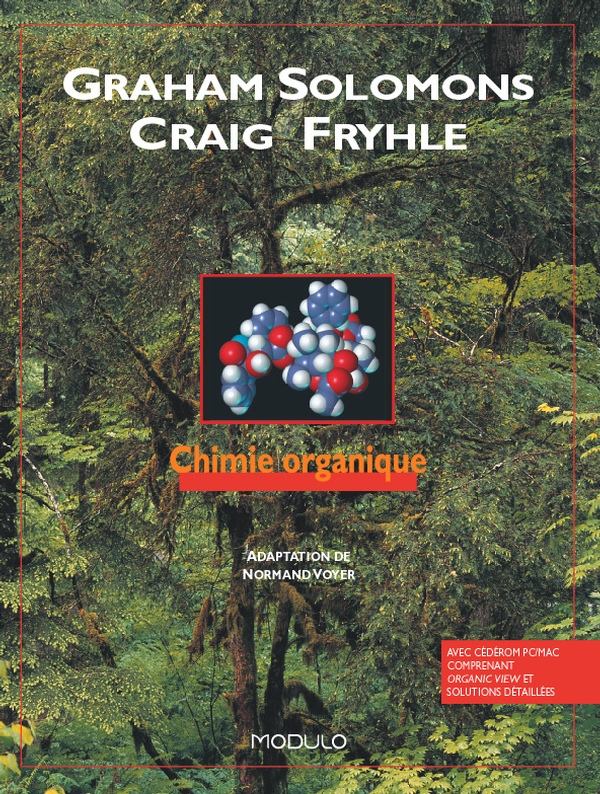 GRAHAM SOLOMONS
CRAIG FRYHLE
Chimie organique
ADAPTATION DE
NORMAND VOYER
AVEC CÉDÉROM PC/MAC
COMPRENANT
ORGANIC VIEW ET
SOLUTIONS DÉTAILLÉES
MODULO